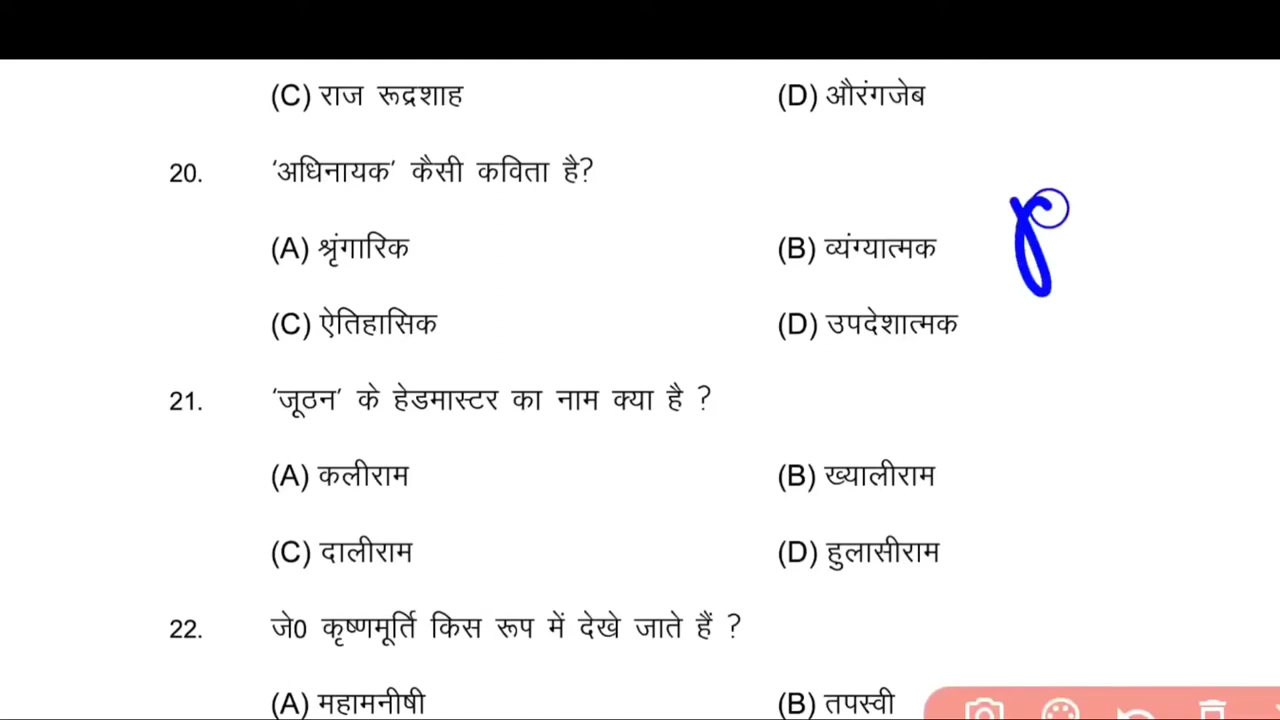 (C) राज रूद्रशाह (D) औरंगजेब
20. 'अधिनायक' कैसी कविता है?
(A) श्रृंगारिक (B) व्यंग्यात्मक
(C) ऐतिहासिक (D) उपदेशात्मक
21. 'जूठन' के हेडमास्टर का नाम क्या है ?
(A) कलीराम (B) ख्यालीराम
(C) दालीराम (D) हुलासीराम
22. जे0 कृष्णमूर्ति किस रूप में देखे जाते हैं ?
(A) महामनीषी (B) तपस्वी